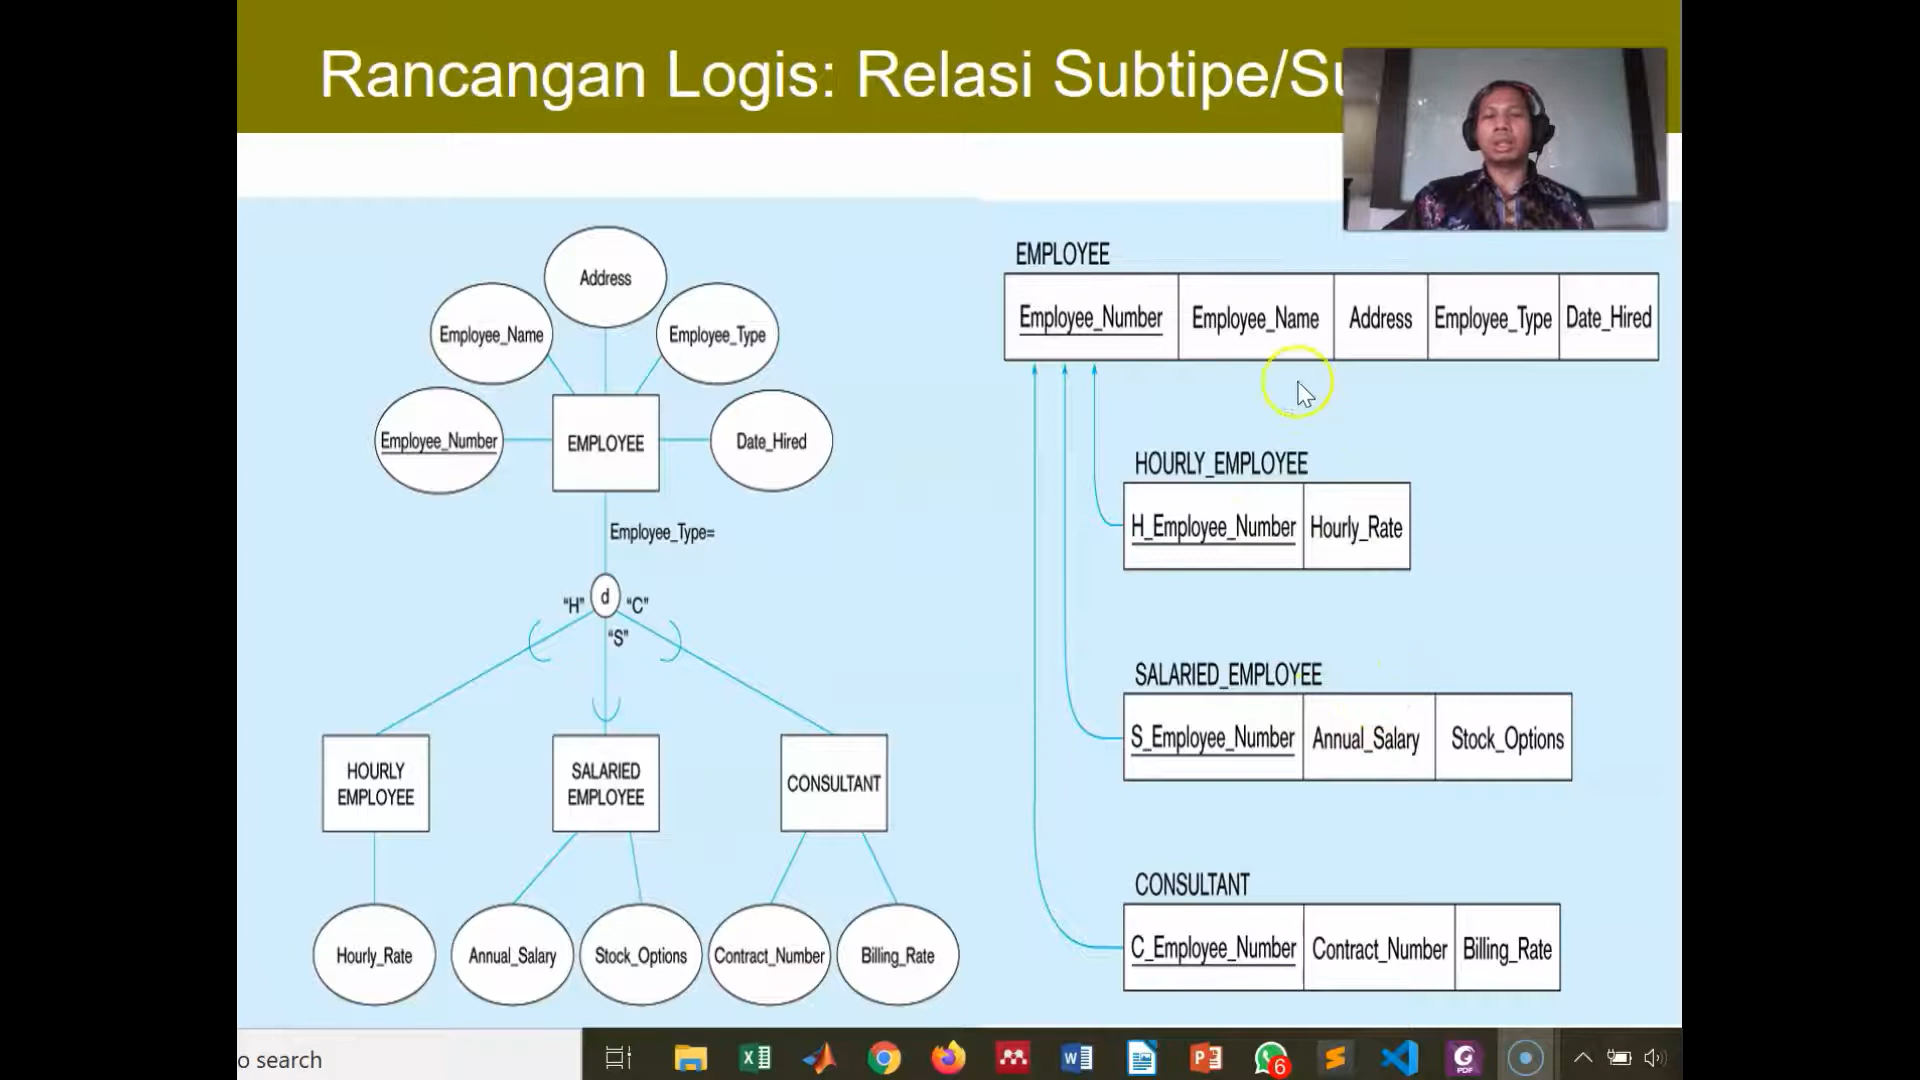 Rancangan Logis: Relasi Subtipe/Su
Address
Employee_Name
Employee_Type
Employee_Number
EMPLOYEE
Date_Hired
Employee_Type=
"H"
d
"C"
"S"
HOURLY
EMPLOYEE
SALARIED
EMPLOYEE
CONSULTANT
Hourly_Rate
Annual_Salary
Stock_Options
Contract_Number
Billing_Rate
EMPLOYEE
Employee_Number Employee_Name Address Employee_Type Date_Hired
HOURLY_EMPLOYEE
H_Employee_Number Hourly_Rate
SALARIED_EMPLOYEE
S_Employee_Number Annual_Salary Stock_Options
CONSULTANT
C_Employee_Number Contract_Number Billing_Rate
o search
6
PDF